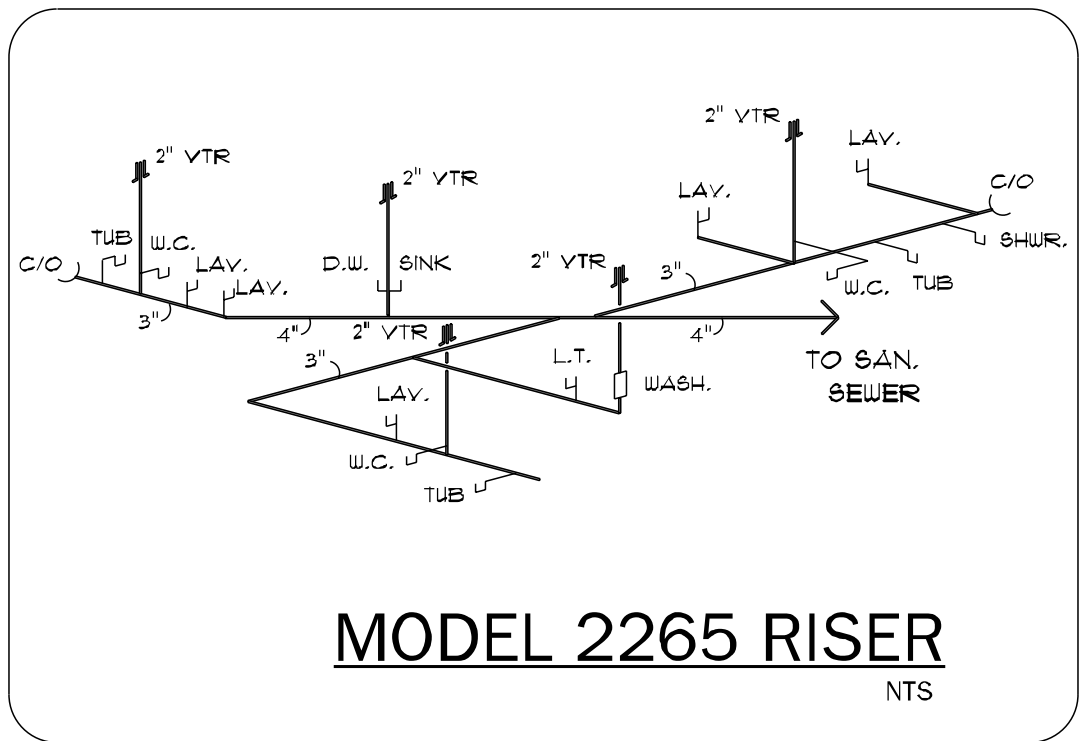 2" VTR
LAV.
2" VTR
2" VTR
C/O
LAV.
TUB
W.C.
SHWR.
C/O
LAV.
D.W.
SINK
2" VTR
3"
TUB
LAV.
W.C.
3"
4"
2" VTR
4"
3"
L.T.
TO SAN.
SEWER
WASH.
LAV.
W.C.
TUB
MODEL 2265 RISER
NTS